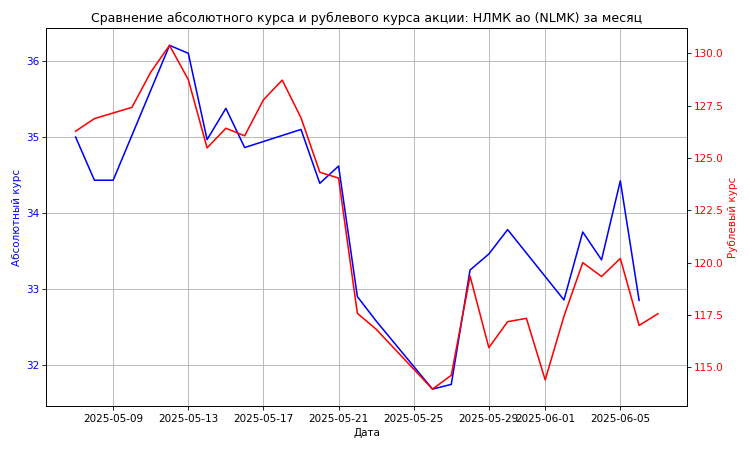 Сравнение абсолютного курса и рублевого курса акции: НЛМК ао (NLMK) за месяц
36
35
34
33
32
Абсолютный курс
130.0
127.5
125.0
122.5
120.0
117.5
115.0
Рублевый курс
2025-05-09 2025-05-13 2025-05-17 2025-05-21 2025-05-25 2025-05-29 2025-06-01 2025-06-05
Дата